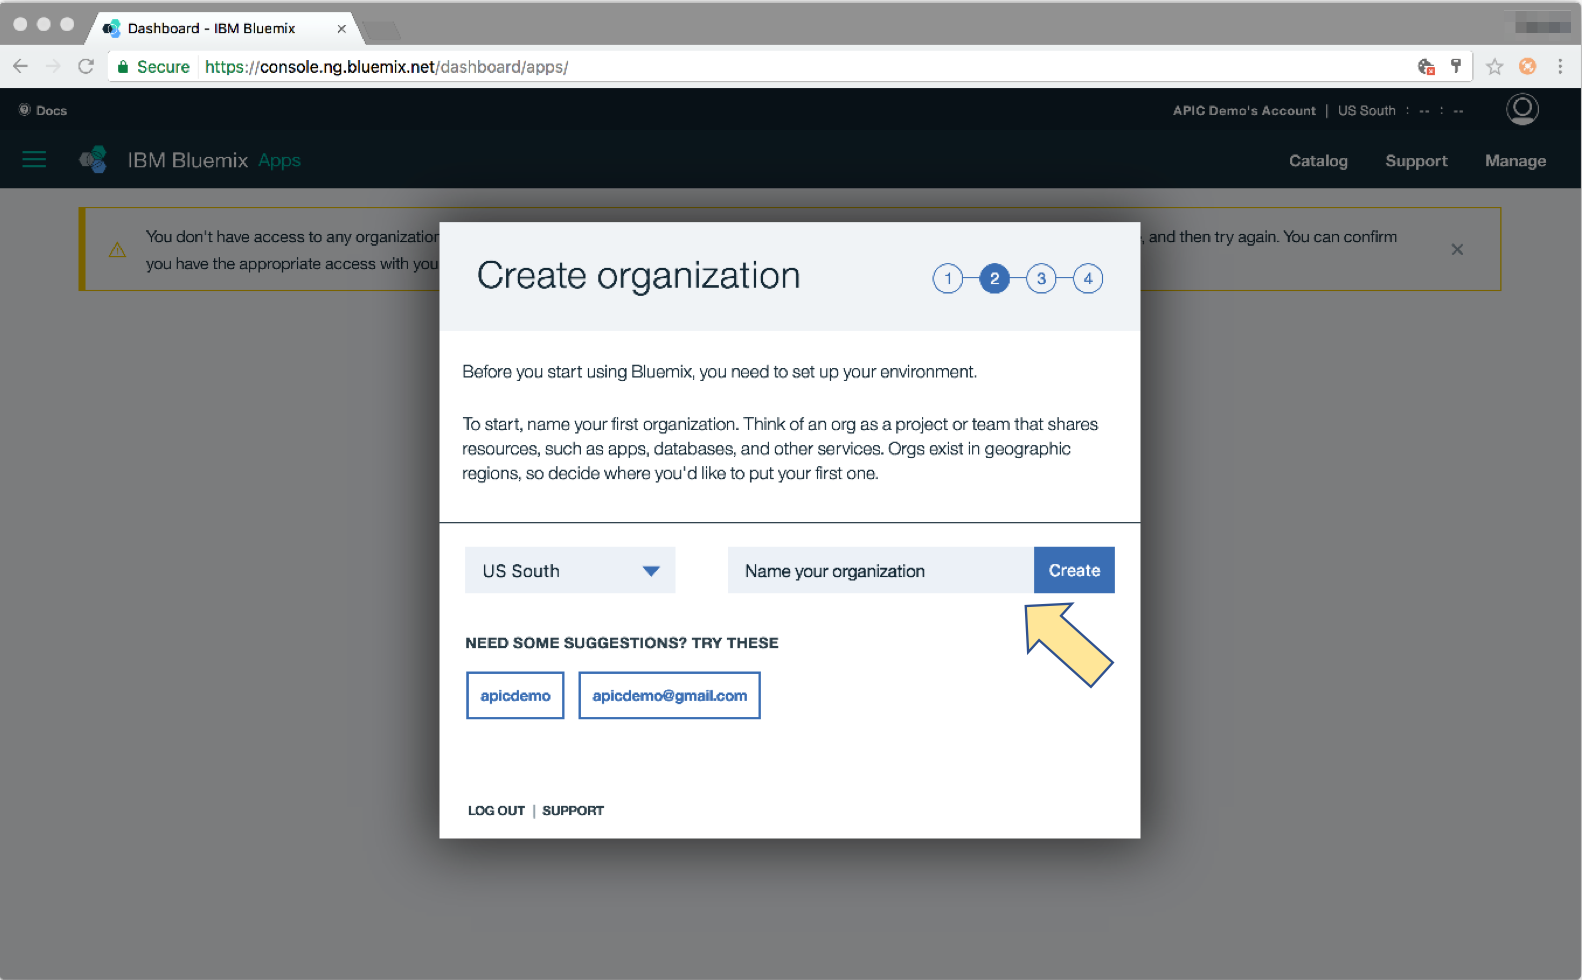 Dashboard - IBM Bluemix
Secure https://console.ng.bluemix.net/dashboard/apps/
Docs
APIC Demo's Account | US South : -- : --
IBM Bluemix Apps
Catalog Support Manage
You don't have access to any organization , and then try again. You can confirm
you have the appropriate access with you
Create organization
1 2 3 4
Before you start using Bluemix, you need to set up your environment.
To start, name your first organization. Think of an org as a project or team that shares
resources, such as apps, databases, and other services. Orgs exist in geographic
regions, so decide where you'd like to put your first one.
US South
Name your organization
Create
NEED SOME SUGGESTIONS? TRY THESE
apicdemo apicdemo@gmail.com
LOG OUT | SUPPORT